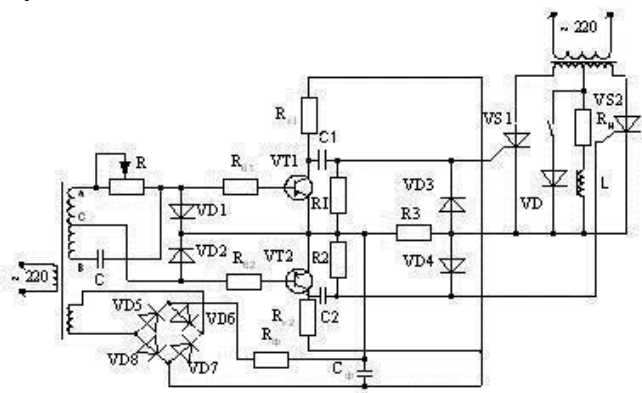 ~ 220
VS1
VS2
C1
VT1
R
VD3
VD
L
A
C
B
VD1
VD2
C
R1
R2
R3
VT2
VD4
C2
~ 220
VD5
VD6
VD8
VD7